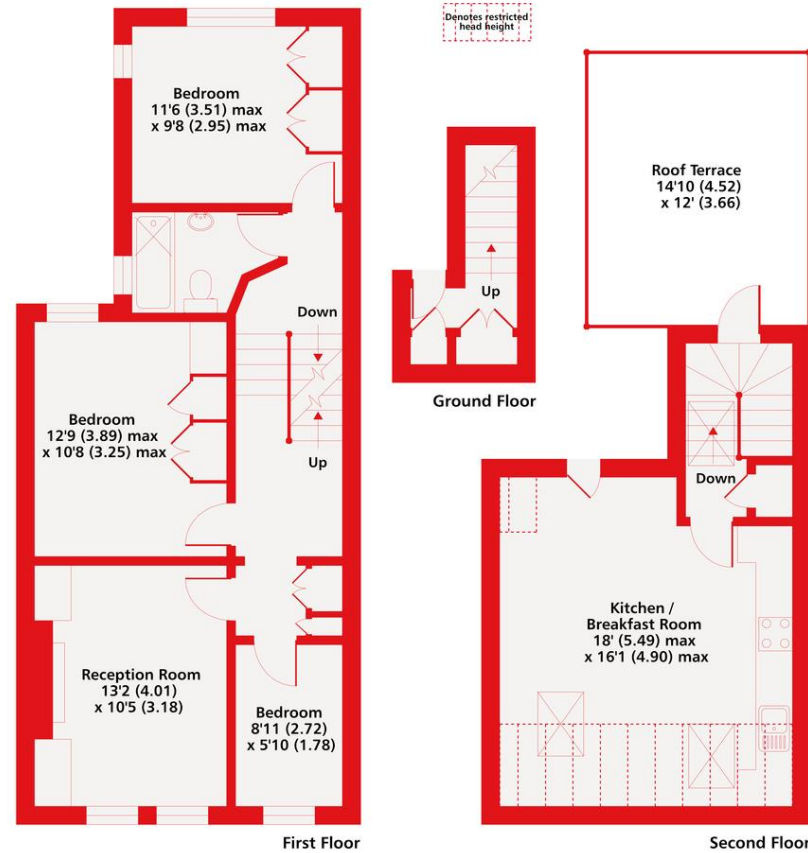 Denotes restricted
head height
Bedroom
11'6 (3.51) max
x 9'8 (2.95) max
Down
Up
Bedroom
12'9 (3.89) max
x 10'8 (3.25) max
Reception Room
13'2 (4.01)
x 10'5 (3.18)
Bedroom
8'11 (2.72)
x 5'10 (1.78)
First Floor
Up
Ground Floor
Roof Terrace
14'10 (4.52)
x 12' (3.66)
Down
Kitchen /
Breakfast Room
18' (5.49) max
x 16'1 (4.90) max
Second Floor